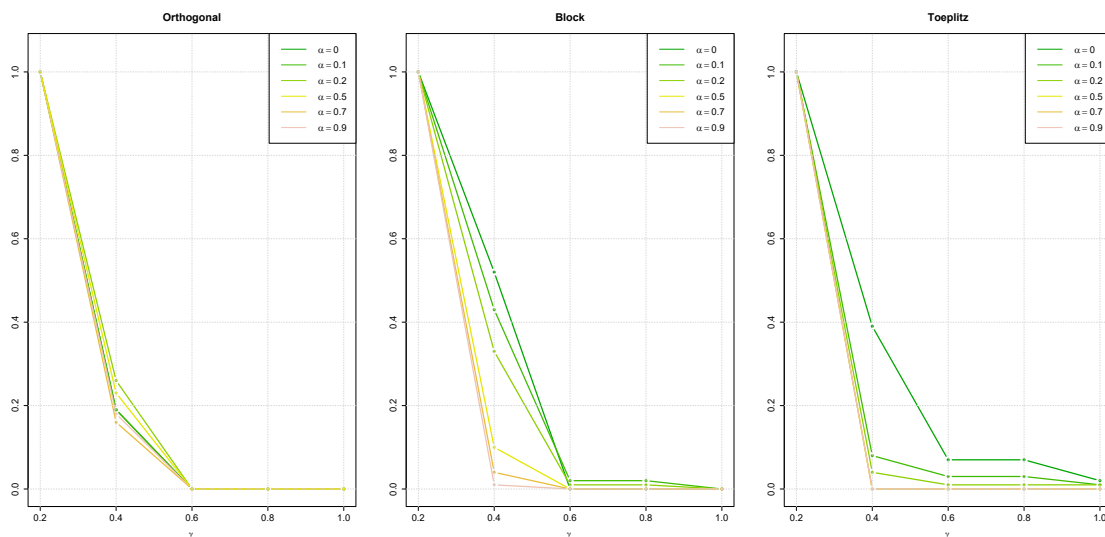 Orthogonal
α = 0
α = 0.1
α = 0.2
α = 0.5
α = 0.7
α = 0.9
1.0
0.8
0.6
0.4
0.2
0.0
0.2 0.4 0.6 0.8 1.0
γ
Block
α = 0
α = 0.1
α = 0.2
α = 0.5
α = 0.7
α = 0.9
1.0
0.8
0.6
0.4
0.2
0.0
0.2 0.4 0.6 0.8 1.0
γ
Toeplitz
α = 0
α = 0.1
α = 0.2
α = 0.5
α = 0.7
α = 0.9
1.0
0.8
0.6
0.4
0.2
0.0
0.2 0.4 0.6 0.8 1.0
γ